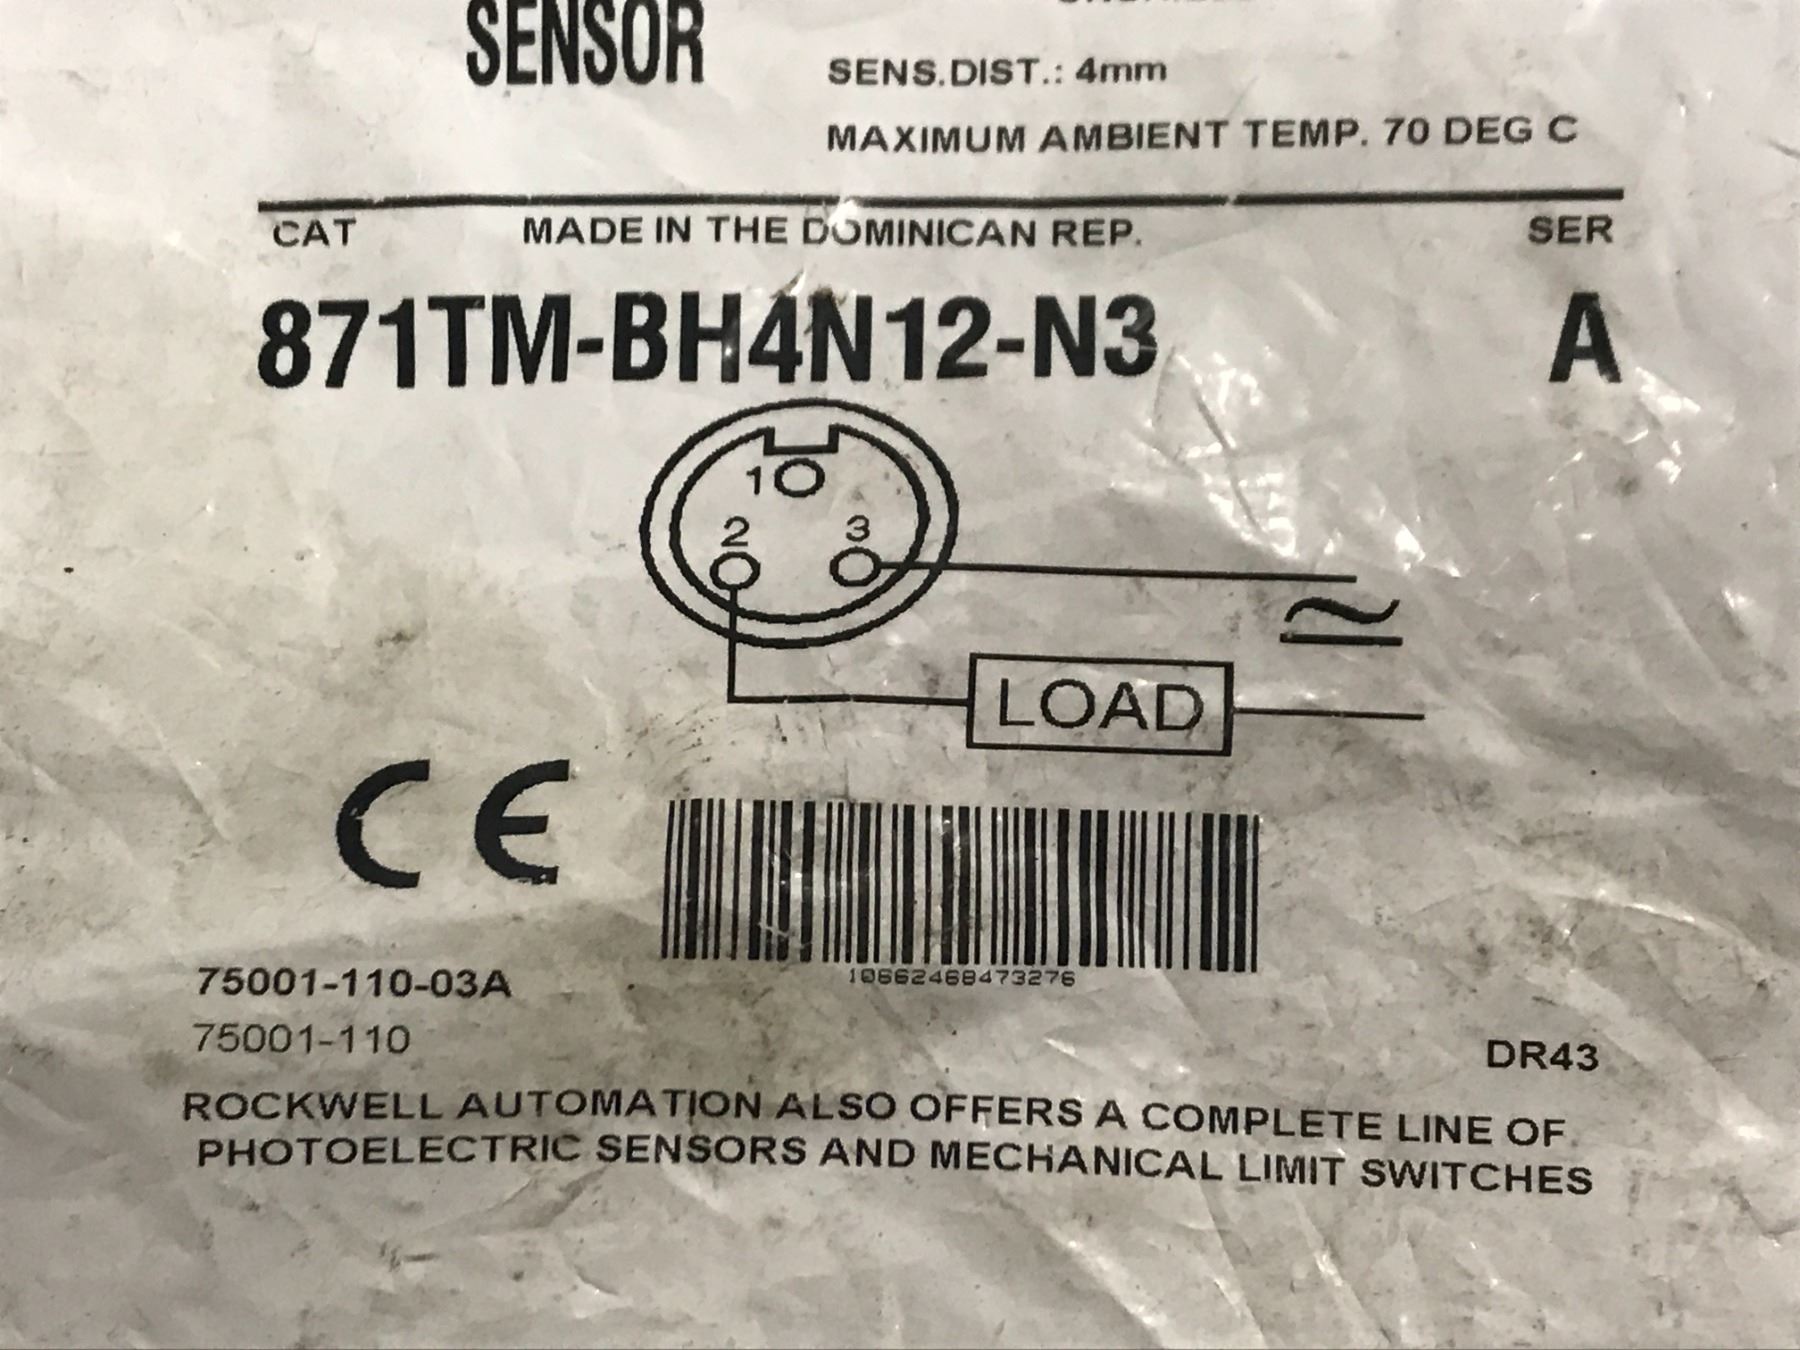 SENSOR
SENS.DIST.: 4mm
MAXIMUM AMBIENT TEMP. 70 DEG C
CAT MADE IN THE DOMINICAN REP. SER
871TM-BH4N12-N3 A
1
2 3
LOAD
CE
10662468473276
75001-110-03A
75001-110
DR43
ROCKWELL AUTOMATION ALSO OFFERS A COMPLETE LINE OF
PHOTOELECTRIC SENSORS AND MECHANICAL LIMIT SWITCHES